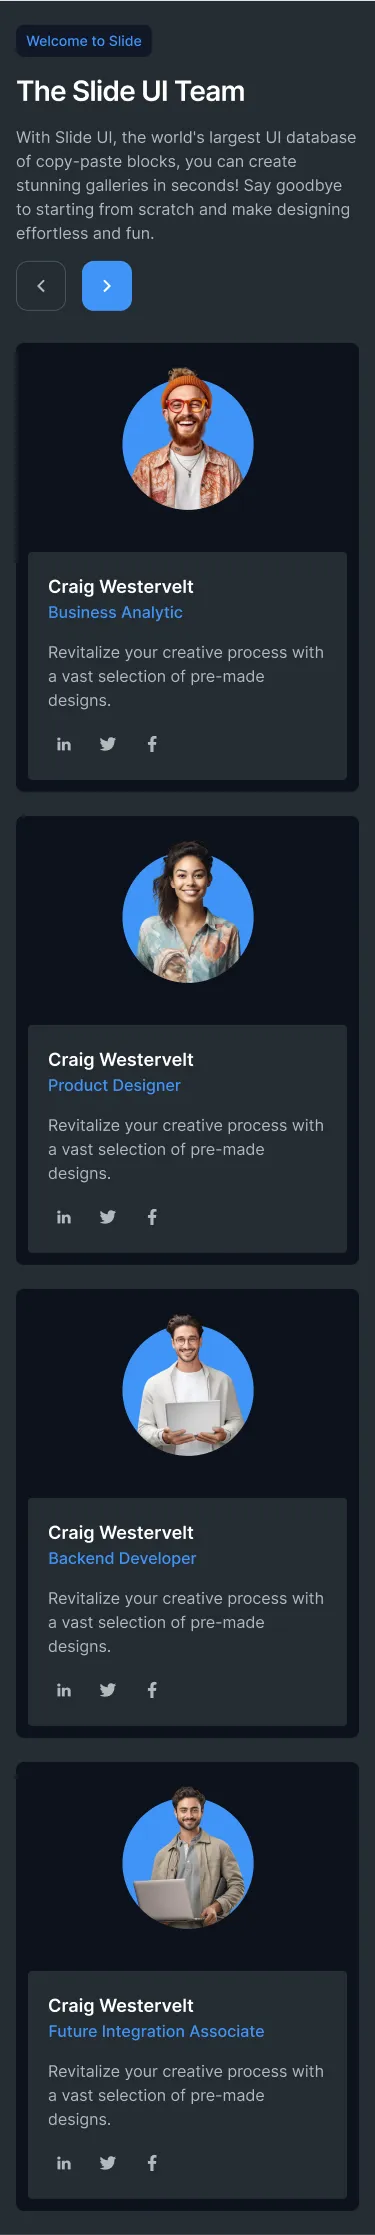 Welcome to Slide
The Slide UI Team
With Slide UI, the world's largest UI database
of copy-paste blocks, you can create
stunning galleries in seconds! Say goodbye
to starting from scratch and make designing
effortless and fun.
Craig Westervelt
Business Analytic
Revitalize your creative process with
a vast selection of pre-made
designs.
in
Craig Westervelt
Product Designer
Revitalize your creative process with
a vast selection of pre-made
designs.
in
Craig Westervelt
Backend Developer
Revitalize your creative process with
a vast selection of pre-made
designs.
in
Craig Westervelt
Future Integration Associate
Revitalize your creative process with
a vast selection of pre-made
designs.
in